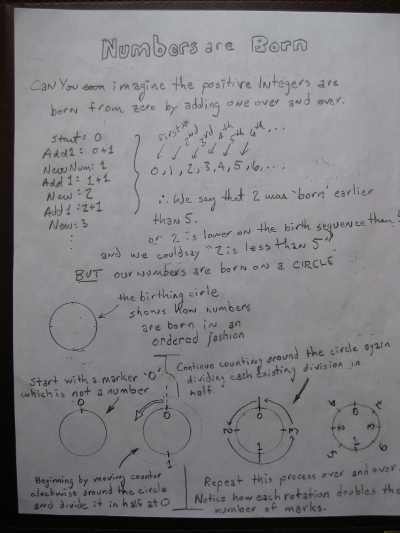 Numbers are Born
Can You imagine the positive Integers are
born from zero by adding one over and over.
start: 0
Add 1: 0+1
New Num: 1
Add 1: 1+1
New: 2
Add 1: 2+1
New: 3
⋮
First# 2nd 3rd 4th 5th 6th, ...
0, 1, 2, 3, 4, 5, 6, ...
∴ We say that 2 was 'born' earlier
than 5.
or 2 is lower on the birth sequence than 5
and we could say "2 is less than 5"
BUT our numbers are born on a CIRCLE
the birthing cirle
shows how numbers
are born in an
ordered fashion
Start with a marker 'O'
which is not a number
Continue counting around the circle again
dividing each existing division in
half
0
0
1
0
2
3
1
0
2
3
1
4
7
5
6
Beginning by moving counter
clockwise around the circle
and divide it in half at 0
Repeat this process over and over.
Notice how each rotation doubles the
number of marks.